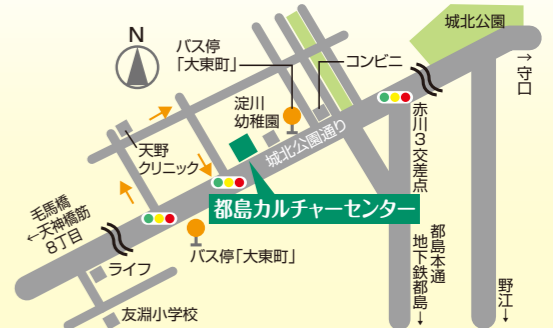 城北公園
N
バス停
「大東町」
コンビニ
→守口
淀川
幼稚園
城北公園通り
赤川3交差点
天野
クリニック
都島カルチャーセンター
毛馬橋
←天神橋筋
8丁目
バス停「大東町」
都島本通
地下鉄都島↓
野江↓
ライフ
友淵小学校